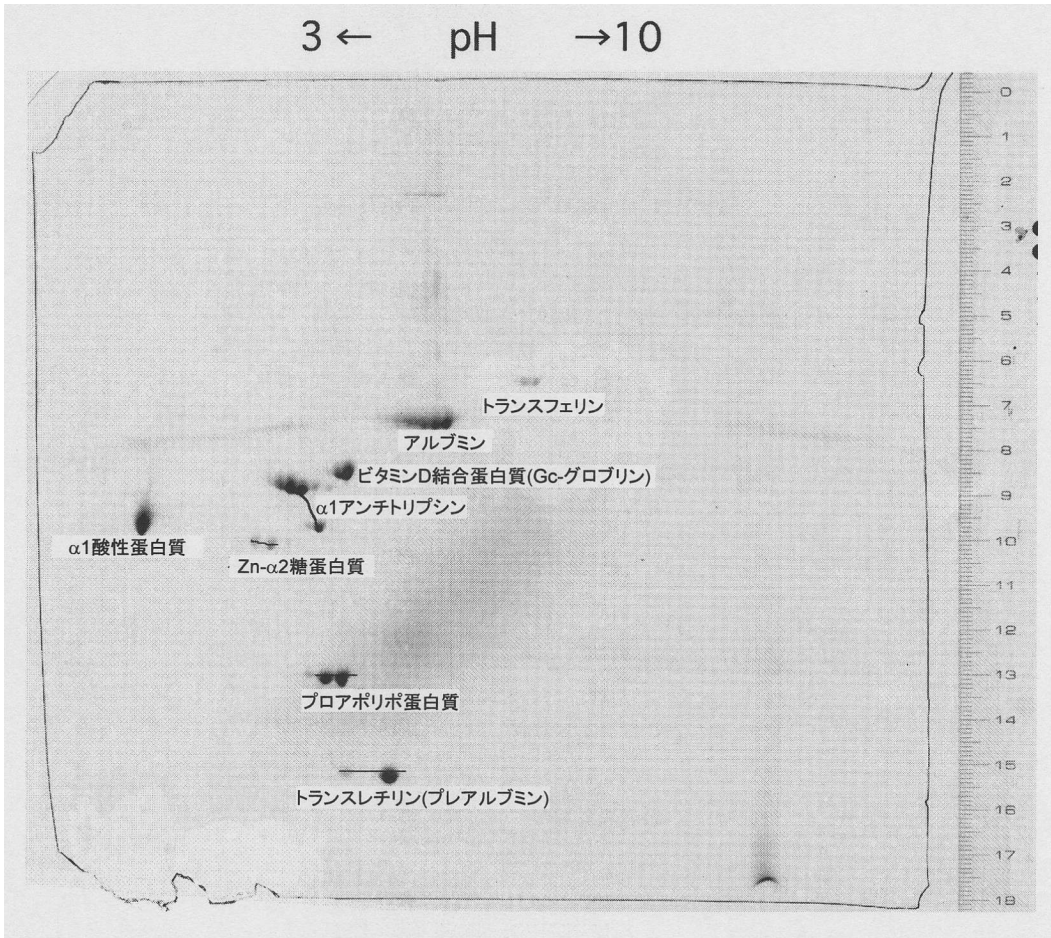 3 ← pH →10
0
1
2
3
4
5
6
7
8
9
10
11
12
13
14
15
16
17
18
トランスフェリン
アルブミン
ビタミンD結合蛋白質(Gc-グロブリン)
α1アンチトリプシン
α1酸性蛋白質
Zn-α2糖蛋白質
プロアポリポ蛋白質
トランスレチリン(プレアルブミン)